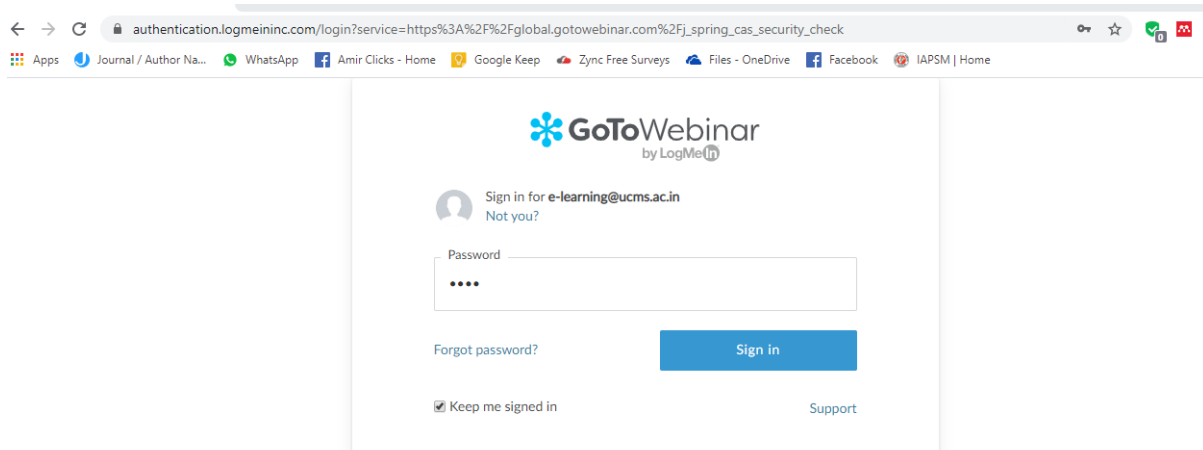 authentication.logmeininc.com/login?service=https%3A%2F%2Fglobal.gotowebinar.com%2Fj_spring_cas_security_check
0
Apps Journal / Author Na... WhatsApp Amir Clicks - Home Google Keep Zync Free Surveys Files - OneDrive Facebook IAPSM | Home
GoToWebinar
by LogMeIn
Sign in for e-learning@ucms.ac.in
Not you?
Password
••••
Forgot password? Sign in
Keep me signed in Support